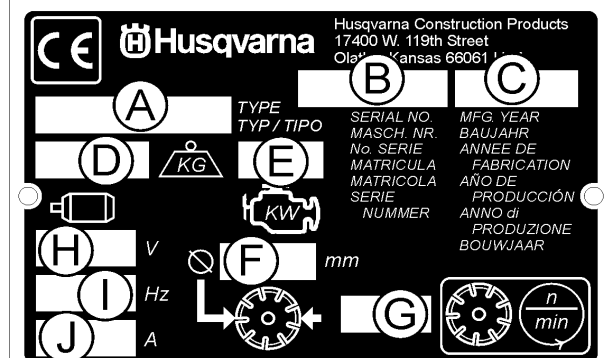 CE
Husqvarna
Husqvarna Construction Products
17400 W. 119th Street
Kansas 66061
A
TYPE
TYP / TIPO
B
SERIAL NO.
MASCH. NR.
No. SERIE
MATRICULA
MATRICOLA
SERIE
NUMMER
C
MFG. YEAR
BAUJAHR
ANNEE DE
FABRICATION
AÑO DE
PRODUCCIÓN
ANNO di
PRODUZIONE
BOUWJAAR
D
KG
E
KW
H
V
F
mm
I
Hz
J
A
G
n
min